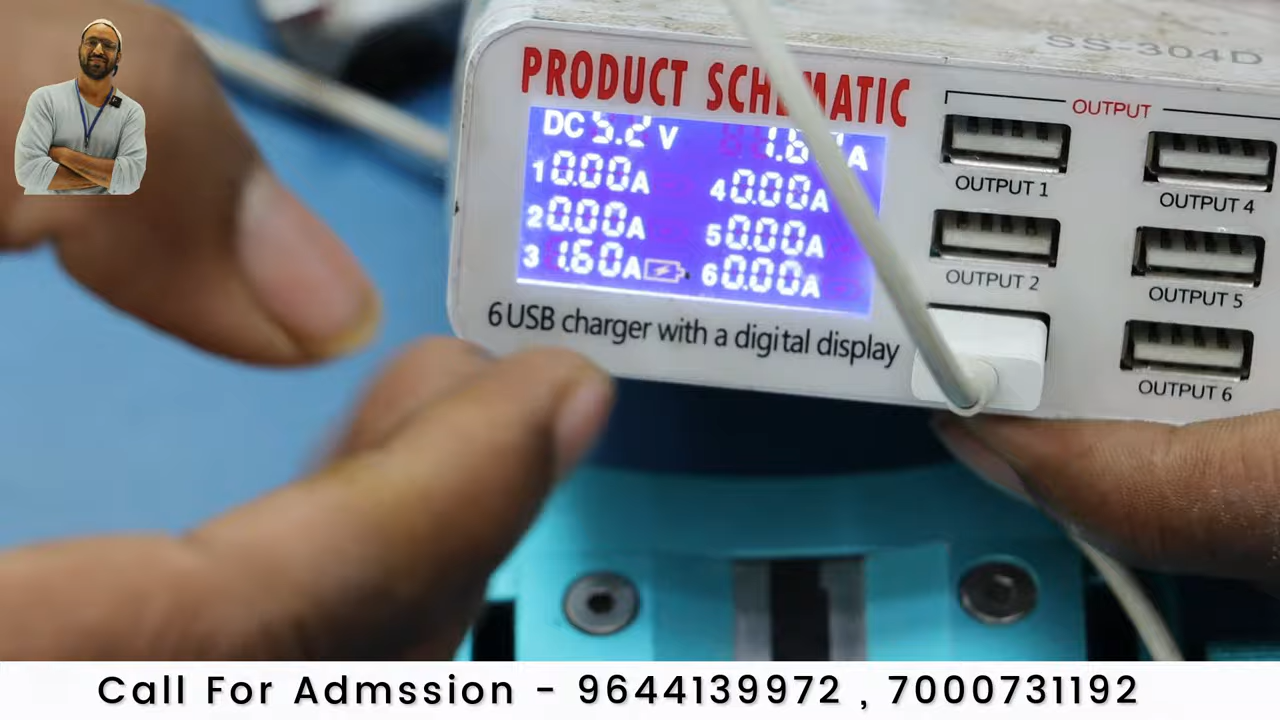 SS-304D
PRODUCT SCHEMATIC
DC 5.2 V
1 0.00A 4 0.00A
2 0.00A 5 0.00A
3 1.60A 6 0.00A
6 USB charger with a digital display
OUTPUT
OUTPUT 1 OUTPUT 4
OUTPUT 2 OUTPUT 5
OUTPUT 6
Call For Admssion - 9644139972 , 7000731192